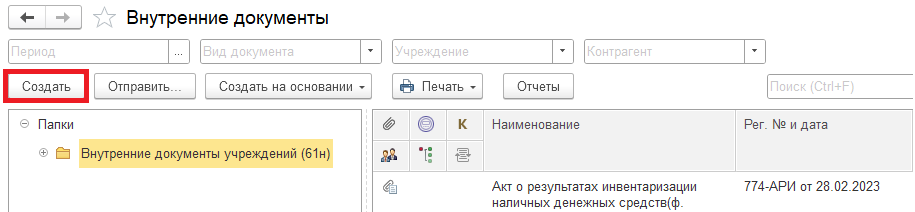 Внутренние документы
Период ... Вид документа Учреждение Контрагент
Создать Отправить... Создать на основании Печать Отчеты Поиск (Ctrl+F)
Папки
Внутренние документы учреждений (61н)
К Наименование Рег. № и дата
Акт о результатах инвентаризации 774-АРИ от 28.02.2023
наличных денежных средств(ф.